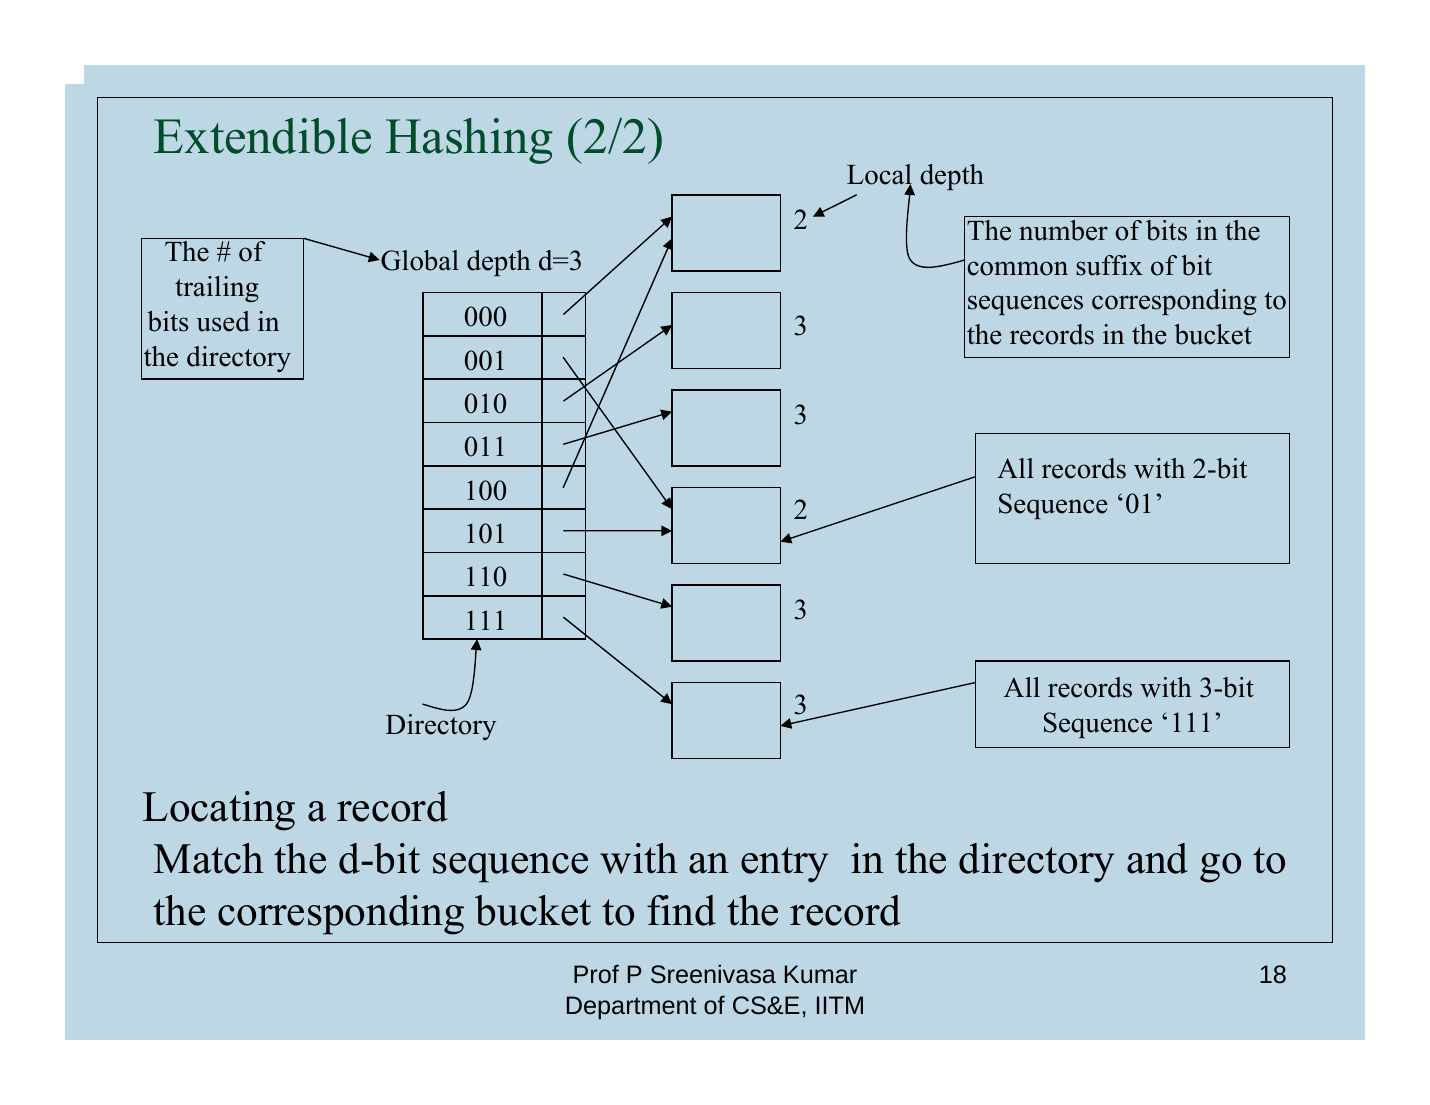 Extendible Hashing (2/2)
Local depth
2
The number of bits in the
common suffix of bit
sequences corresponding to
the records in the bucket
The # of
trailing
bits used in
the directory
Global depth d=3
000
001
010
011
100
101
110
111
3
3
2
3
3
All records with 2-bit
Sequence ‘01’
All records with 3-bit
Sequence ‘111’
Directory
Locating a record
Match the d-bit sequence with an entry in the directory and go to
the corresponding bucket to find the record
Prof P Sreenivasa Kumar
Department of CS&E, IITM
18